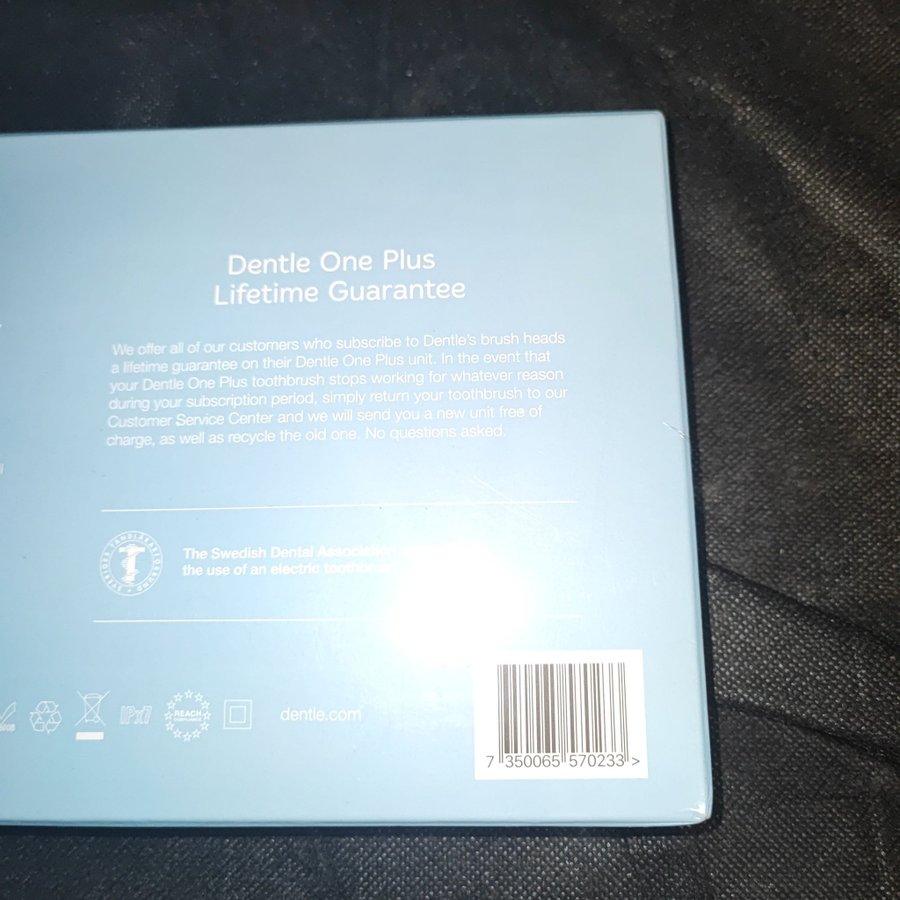 Dentle One Plus
Lifetime Guarantee
We offer all of our customers who subscribe to Dentle's brush heads
a lifetime guarantee on their Dentle One Plus unit. In the event that
your Dentle One Plus toothbrush stops working for whatever reason
during your subscription period, simply return your toothbrush to our
Customer Service Center and we will send you a new unit free of
charge, as well as recycle the old one. No questions asked.
SVERIGES TANDLÄKARFÖRBUND
The Swedish Dental Association
the use of an electric
IPX7
REACH
dentle.com
7 350065 570233 >